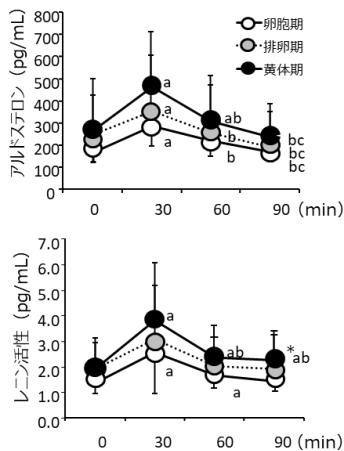 アルドステロン (pg/mL)
800
700
600
500
400
300
200
100
0
卵胞期
排卵期
黄体期
a
a
a
ab
b
b
bc
bc
bc
0 30 60 90 (min)
レニン活性 (pg/mL)
7.0
6.0
5.0
4.0
3.0
2.0
1.0
0.0
a
a
ab
a
*
ab
0 30 60 90 (min)